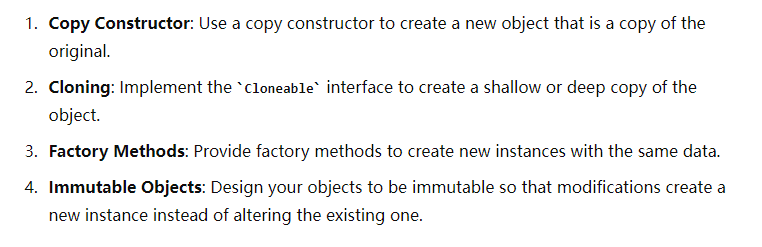 1. Copy Constructor: Use a copy constructor to create a new object that is a copy of the
original.
2. Cloning: Implement the `Cloneable` interface to create a shallow or deep copy of the
object.
3. Factory Methods: Provide factory methods to create new instances with the same data.
4. Immutable Objects: Design your objects to be immutable so that modifications create a
new instance instead of altering the existing one.